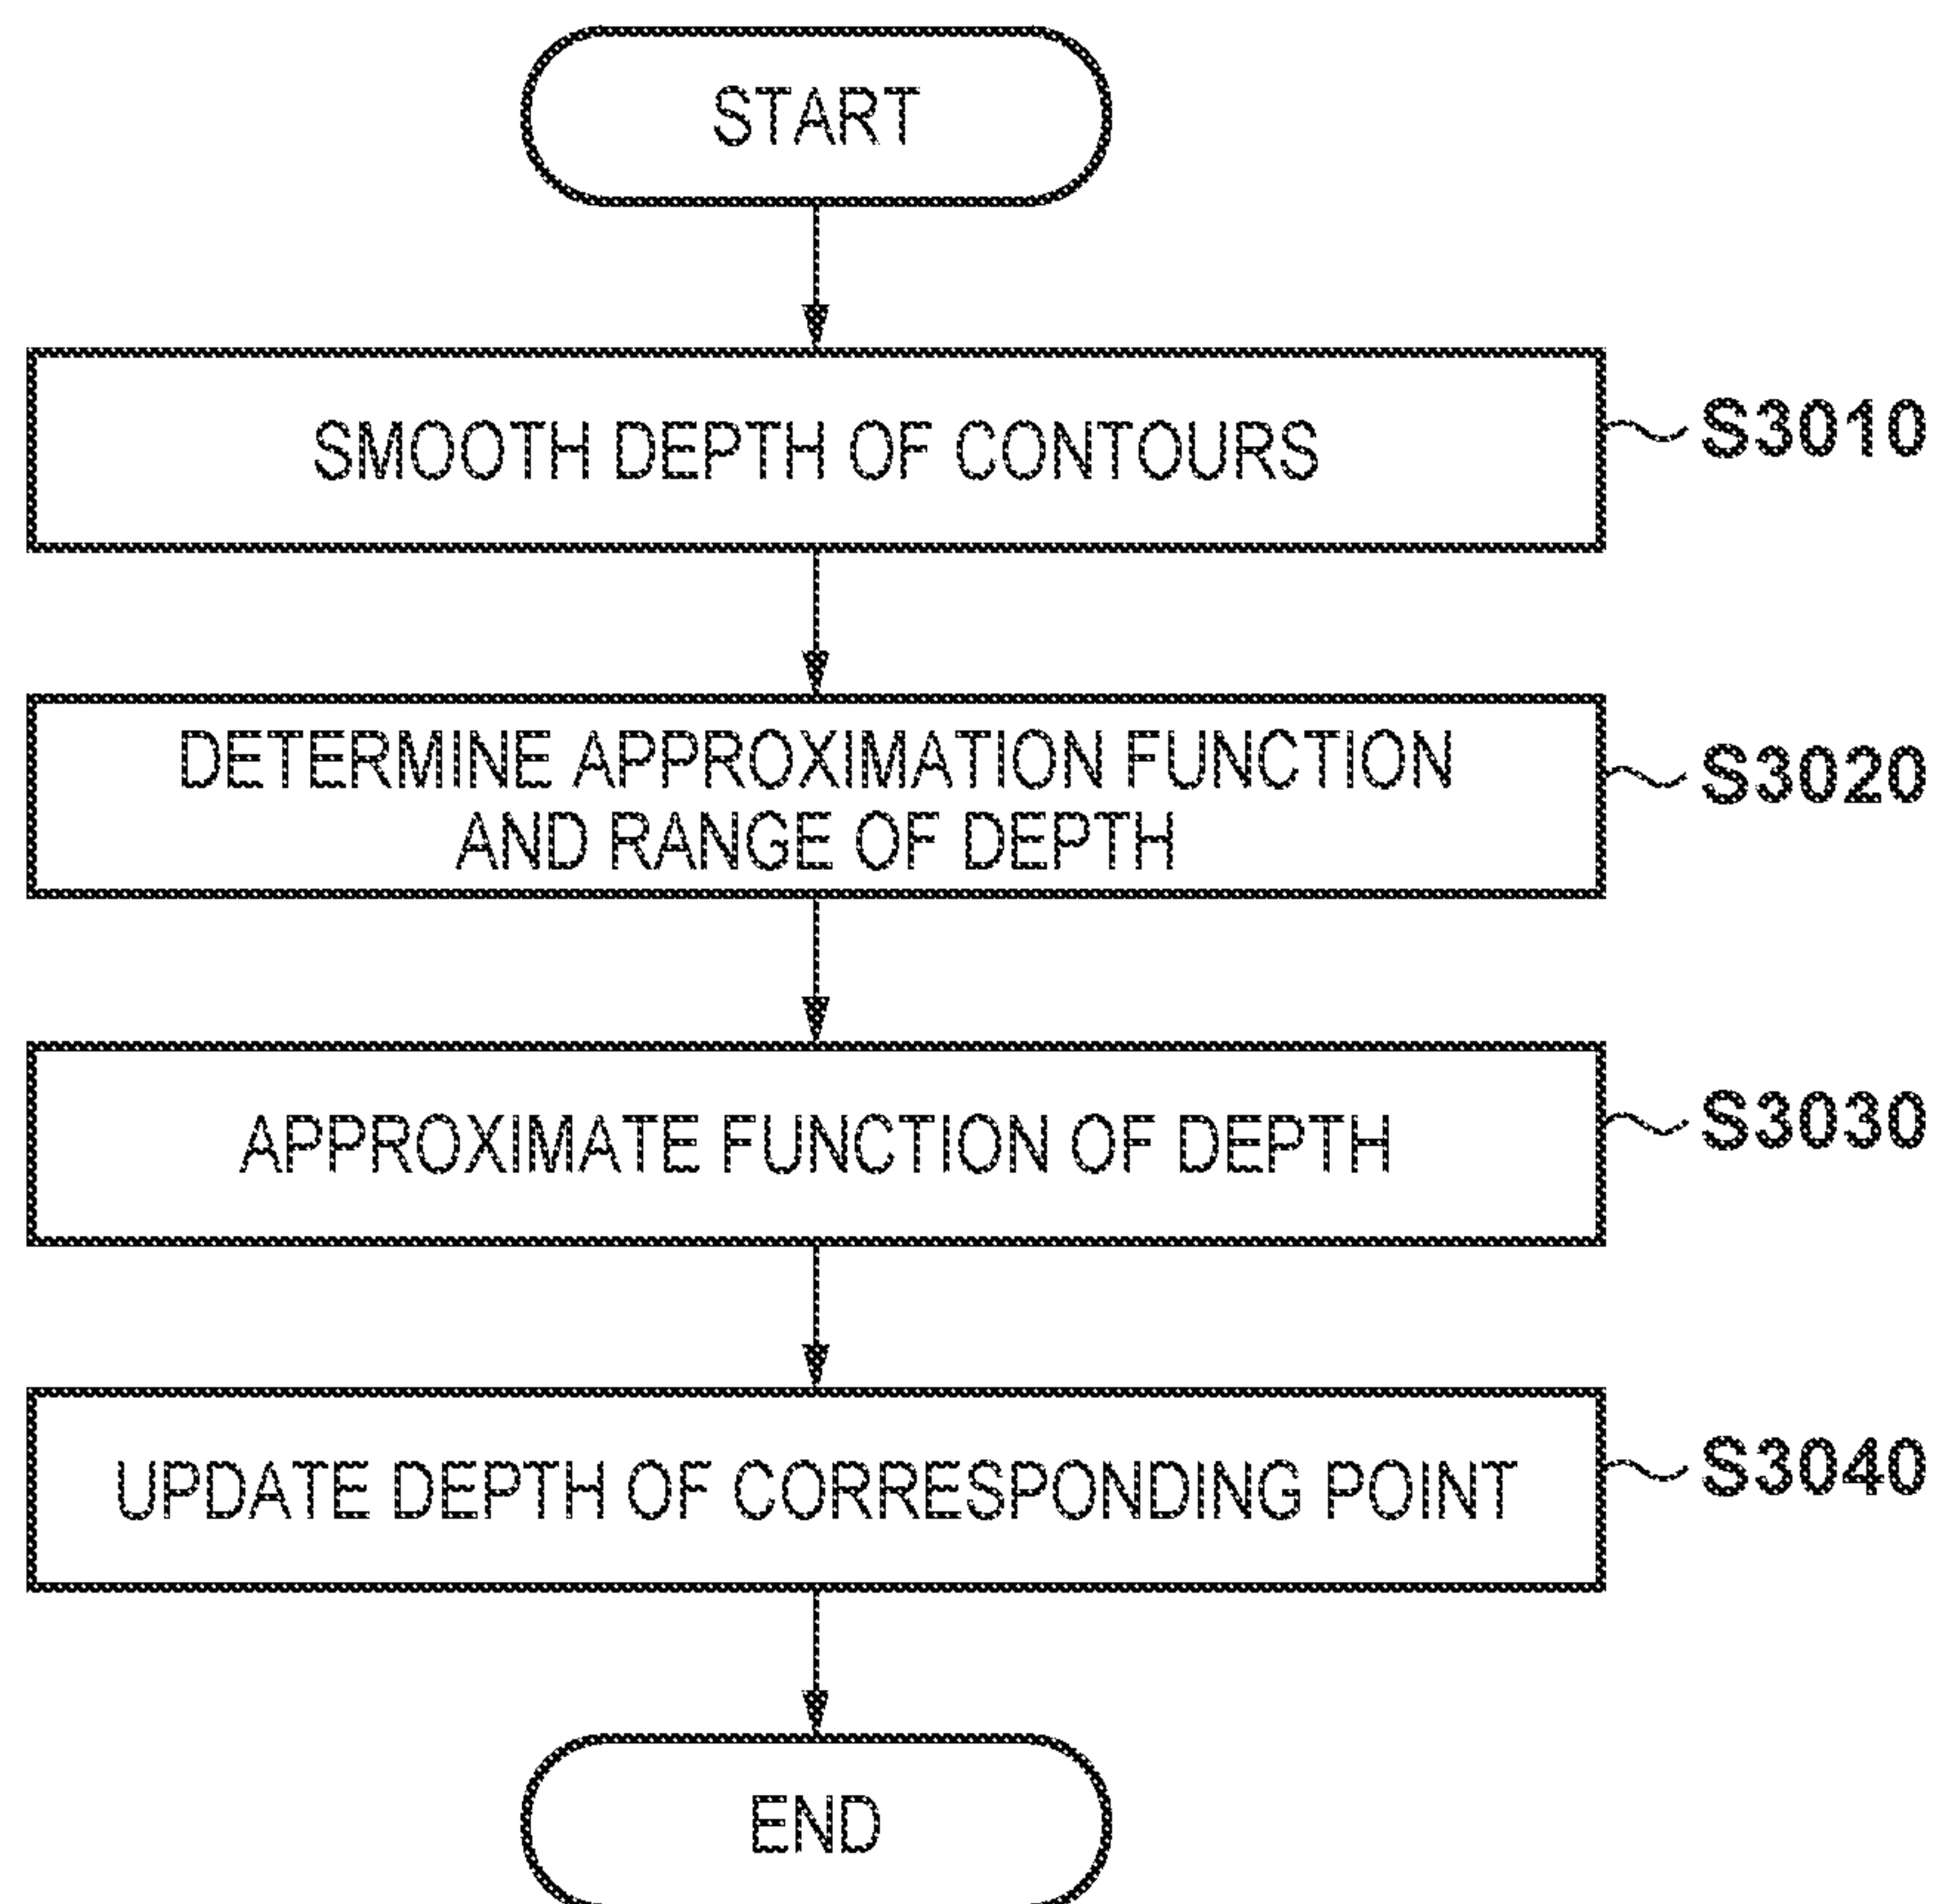 START
SMOOTH DEPTH OF CONTOURS
S3010
DETERMINE APPROXIMATION FUNCTION
AND RANGE OF DEPTH
S3020
APPROXIMATE FUNCTION OF DEPTH
S3030
UPDATE DEPTH OF CORRESPONDING POINT
S3040
END